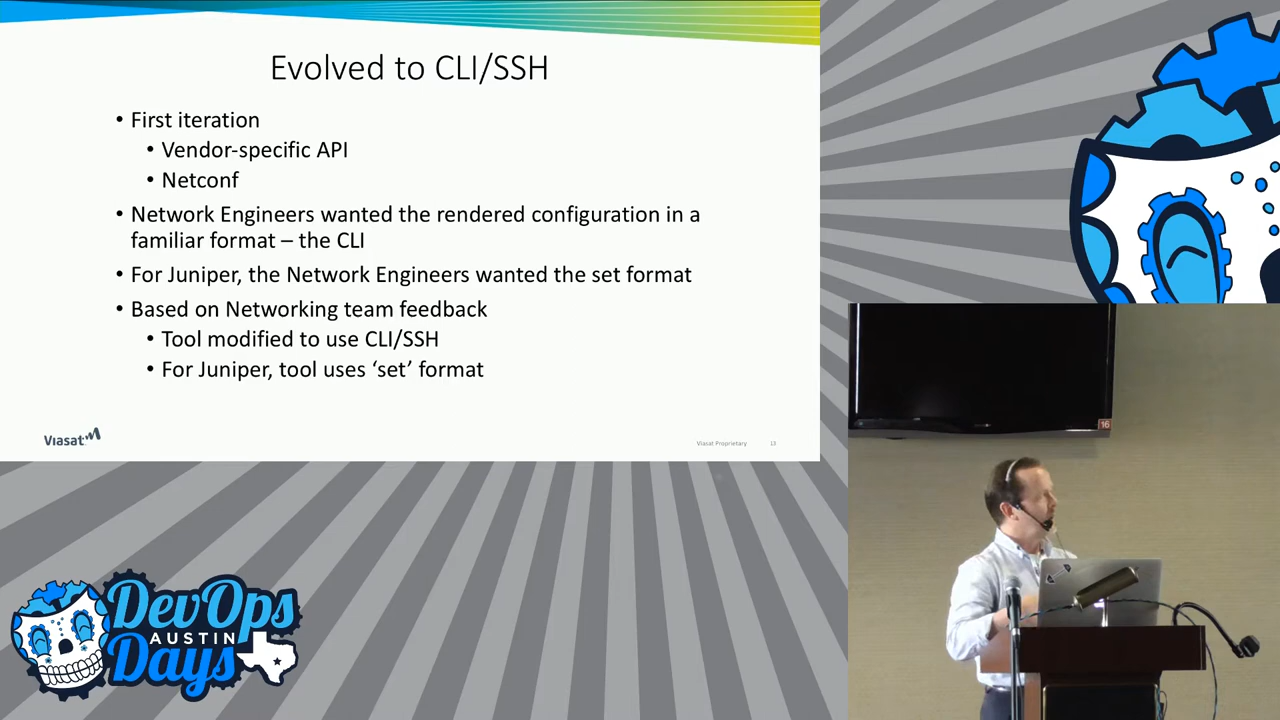 Evolved to CLI/SSH
• First iteration
• Vendor-specific API
• Netconf
• Network Engineers wanted the rendered configuration in a
familiar format – the CLI
• For Juniper, the Network Engineers wanted the set format
• Based on Networking team feedback
• Tool modified to use CLI/SSH
• For Juniper, tool uses ‘set’ format
Viasat
Viasat Proprietary
13
16
DevOps
AUSTIN
Days